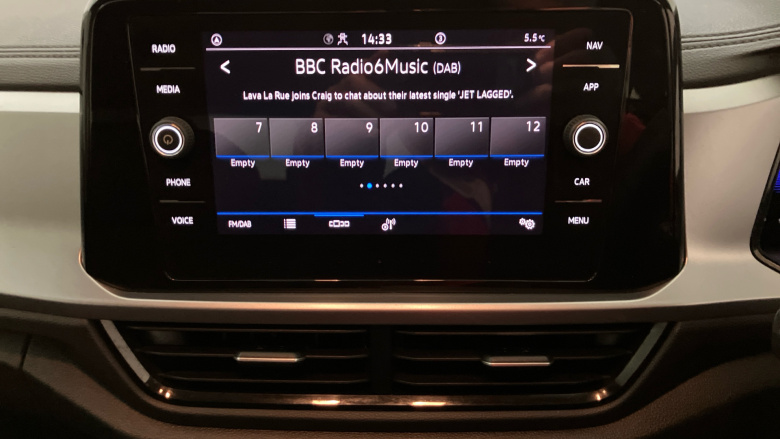 RADIO
MEDIA
PHONE
VOICE
14:33
5.5°C
BBC Radio6Music (DAB)
Lava La Rue joins Craig to chat about their latest single 'JET LAGGED'.
7 8 9 10 11 12
Empty Empty Empty Empty Empty Empty
FM/DAB
NAV
APP
CAR
MENU